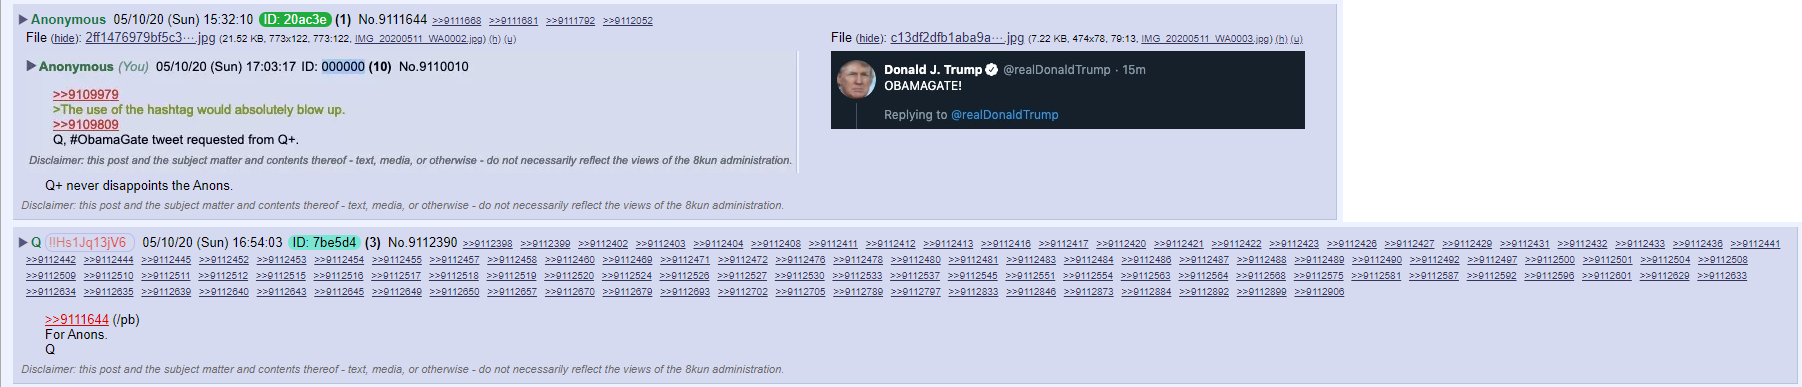 ▶Anonymous 05/10/20 (Sun) 15:32:10 ID: 20ac3e (1) No.9111644 >>9111668 >>9111681 >>9111792 >>9112052
File (hide): 2ff1476979bf5c3⋯.jpg (21.52 KB, 773x122, 773:122, IMG_20200511_WA0002.jpg) (h) (u)
▶Anonymous (You) 05/10/20 (Sun) 17:03:17 ID: 000000 (10) No.9110010
>>9109979
>The use of the hashtag would absolutely blow up.
>>9109809
Q, #ObamaGate tweet requested from Q+.
Disclaimer: this post and the subject matter and contents thereof - text, media, or otherwise - do not necessarily reflect the views of the 8kun administration.
File (hide): c13df2dfb1aba9a⋯.jpg (7.22 KB, 474x78, 79:13, IMG_20200511_WA0003.jpg) (h) (u)
Donald J. Trump @realDonaldTrump · 15m
OBAMAGATE!
Replying to @realDonaldTrump
Q+ never disappoints the Anons.
Disclaimer: this post and the subject matter and contents thereof - text, media, or otherwise - do not necessarily reflect the views of the 8kun administration.
▶Q !!Hs1Jq13jV6 05/10/20 (Sun) 16:54:03 ID: 7be5d4 (3) No.9112390 >>9112398 >>9112399 >>9112402 >>9112403 >>9112404 >>9112408 >>9112411 >>9112412 >>9112413 >>9112416 >>9112417 >>9112420 >>9112421 >>9112422 >>9112423 >>9112426 >>9112427 >>9112429 >>9112431 >>9112432 >>9112433 >>9112436 >>9112441
>>9112442 >>9112444 >>9112445 >>9112452 >>9112453 >>9112454 >>9112455 >>9112457 >>9112458 >>9112460 >>9112469 >>9112471 >>9112472 >>9112476 >>9112478 >>9112480 >>9112481 >>9112483 >>9112484 >>9112486 >>9112487 >>9112488 >>9112489 >>9112490 >>9112492 >>9112497 >>9112500 >>9112501 >>9112504 >>9112508
>>9112509 >>9112510 >>9112511 >>9112512 >>9112515 >>9112516 >>9112517 >>9112518 >>9112519 >>9112520 >>9112524 >>9112526 >>9112527 >>9112530 >>9112533 >>9112537 >>9112545 >>9112551 >>9112554 >>9112563 >>9112564 >>9112568 >>9112575 >>9112581 >>9112587 >>9112592 >>9112596 >>9112601 >>9112629 >>9112633
>>9112634 >>9112635 >>9112639 >>9112640 >>9112643 >>9112645 >>9112649 >>9112650 >>9112657 >>9112670 >>9112679 >>9112693 >>9112702 >>9112705 >>9112789 >>9112797 >>9112833 >>9112846 >>9112873 >>9112884 >>9112892 >>9112899 >>9112906
>>9111644 (/pb)
For Anons.
Q
Disclaimer: this post and the subject matter and contents thereof - text, media, or otherwise - do not necessarily reflect the views of the 8kun administration.